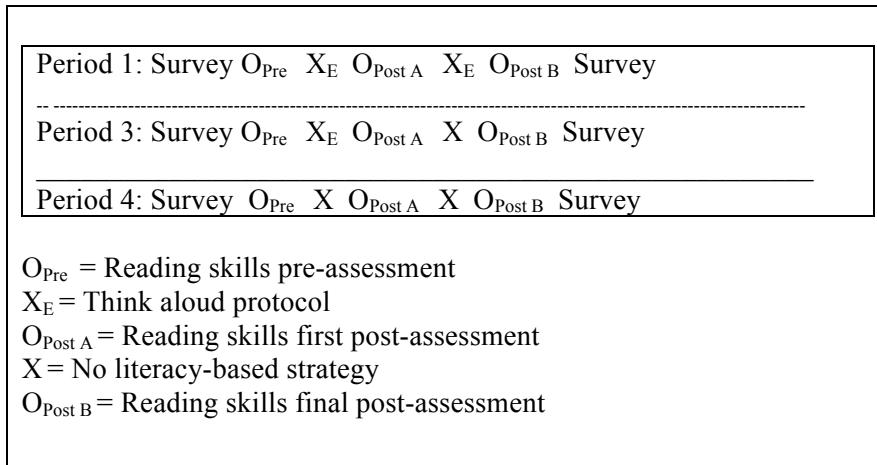 Period 1: Survey O_Pre X_E O_Post A X_E O_Post B Survey
Period 3: Survey O_Pre X_E O_Post A X O_Post B Survey
Period 4: Survey O_Pre X O_Post A X O_Post B Survey
O_Pre = Reading skills pre-assessment
X_E = Think aloud protocol
O_Post A = Reading skills first post-assessment
X = No literacy-based strategy
O_Post B = Reading skills final post-assessment